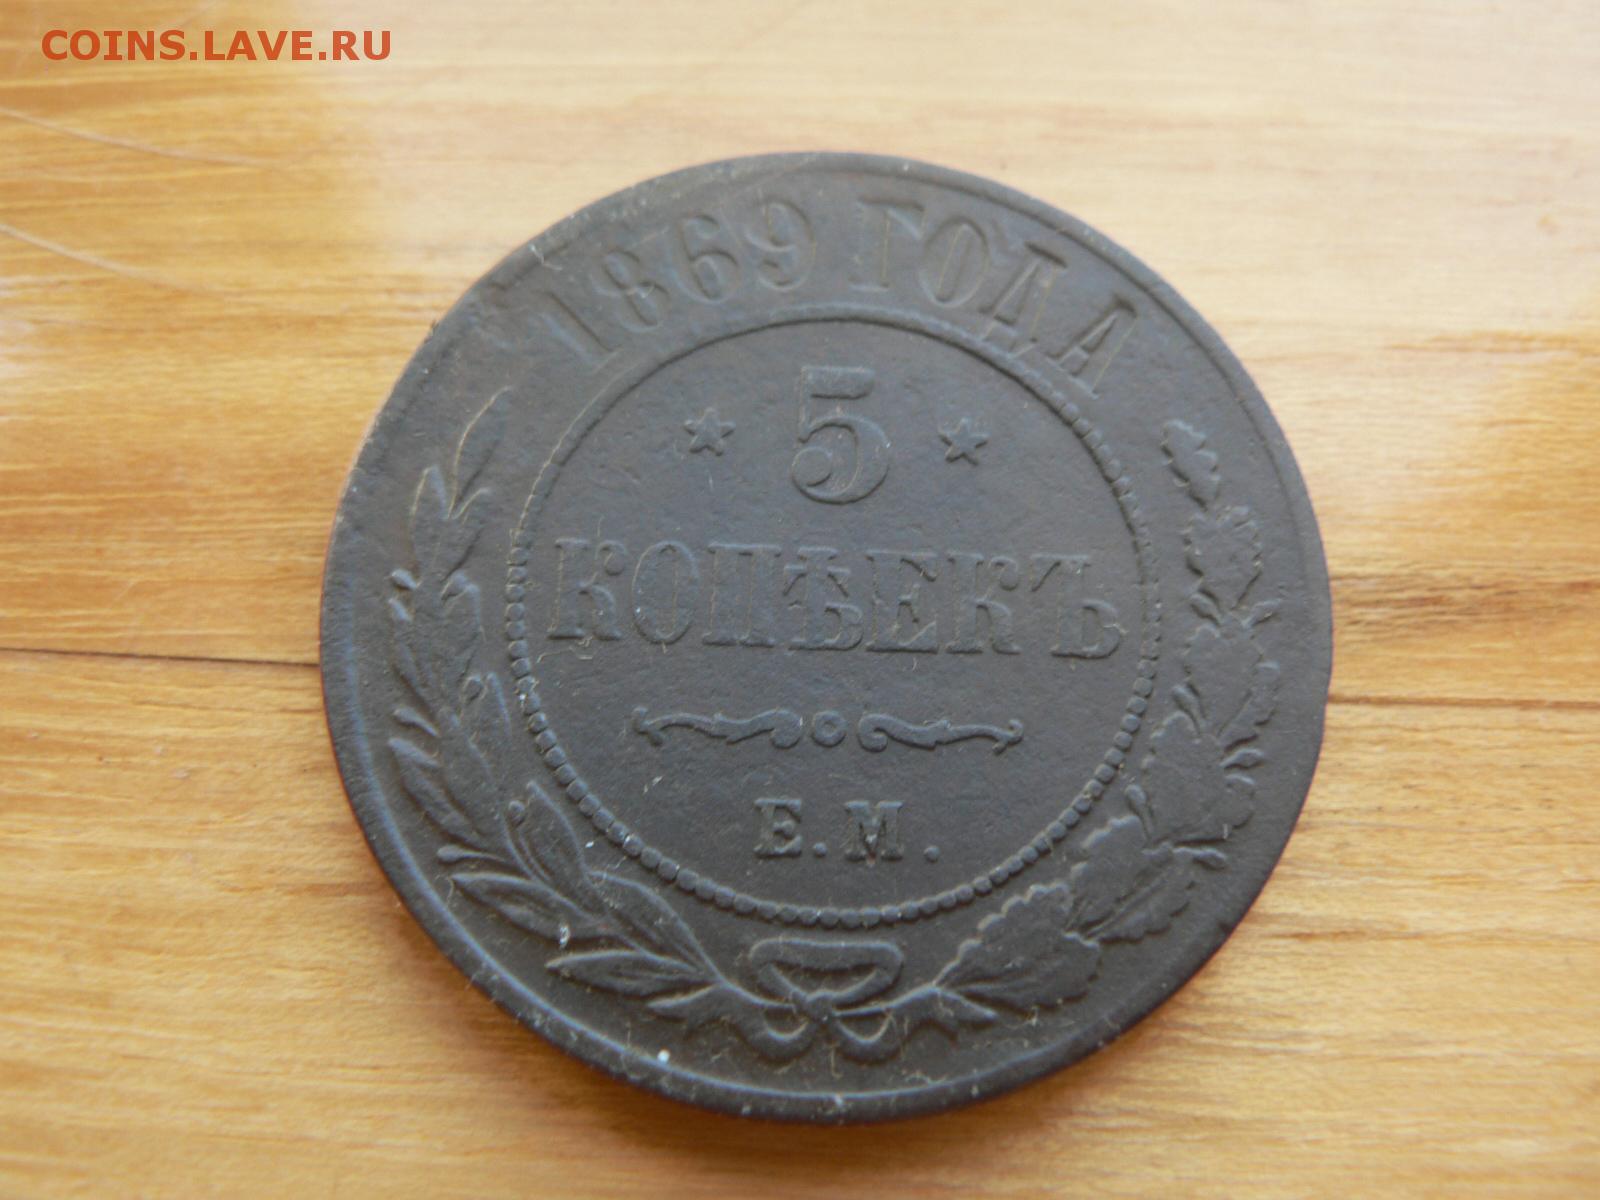 COINS.LAVE.RU
1869 ГОДА
* 5 *
КОПѢЕКЪ
Е.М.